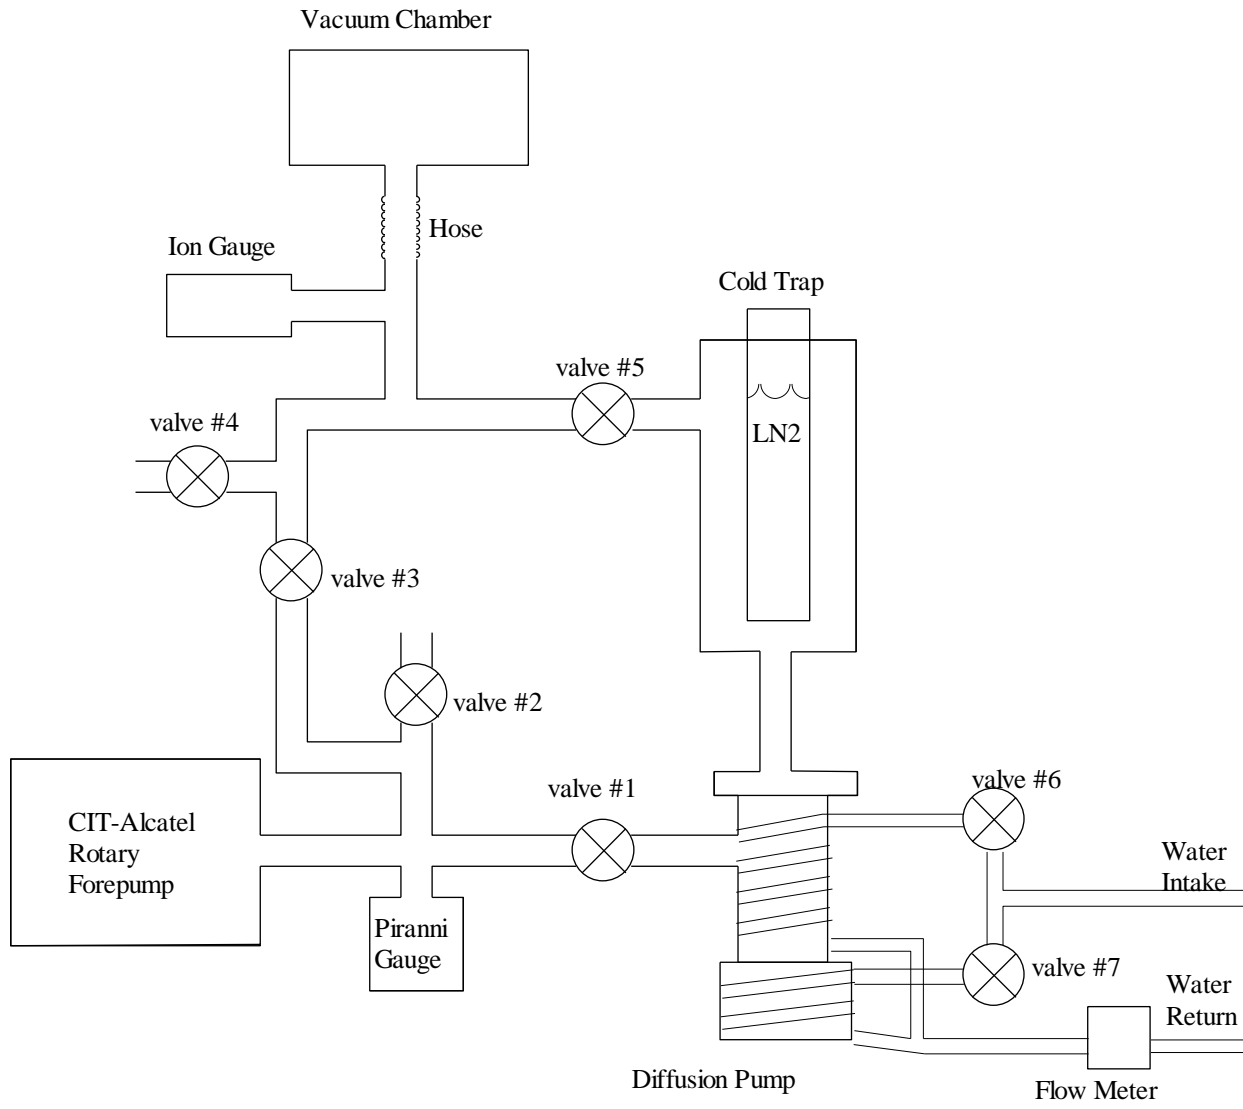 Vacuum Chamber
Hose
Ion Gauge
Cold Trap
valve #5
valve #4
LN2
valve #3
valve #2
valve #6
valve #1
CIT-Alcatel
Rotary
Forepump
Water
Intake
Piranni
Gauge
valve #7
Water
Return
Diffusion Pump
Flow Meter